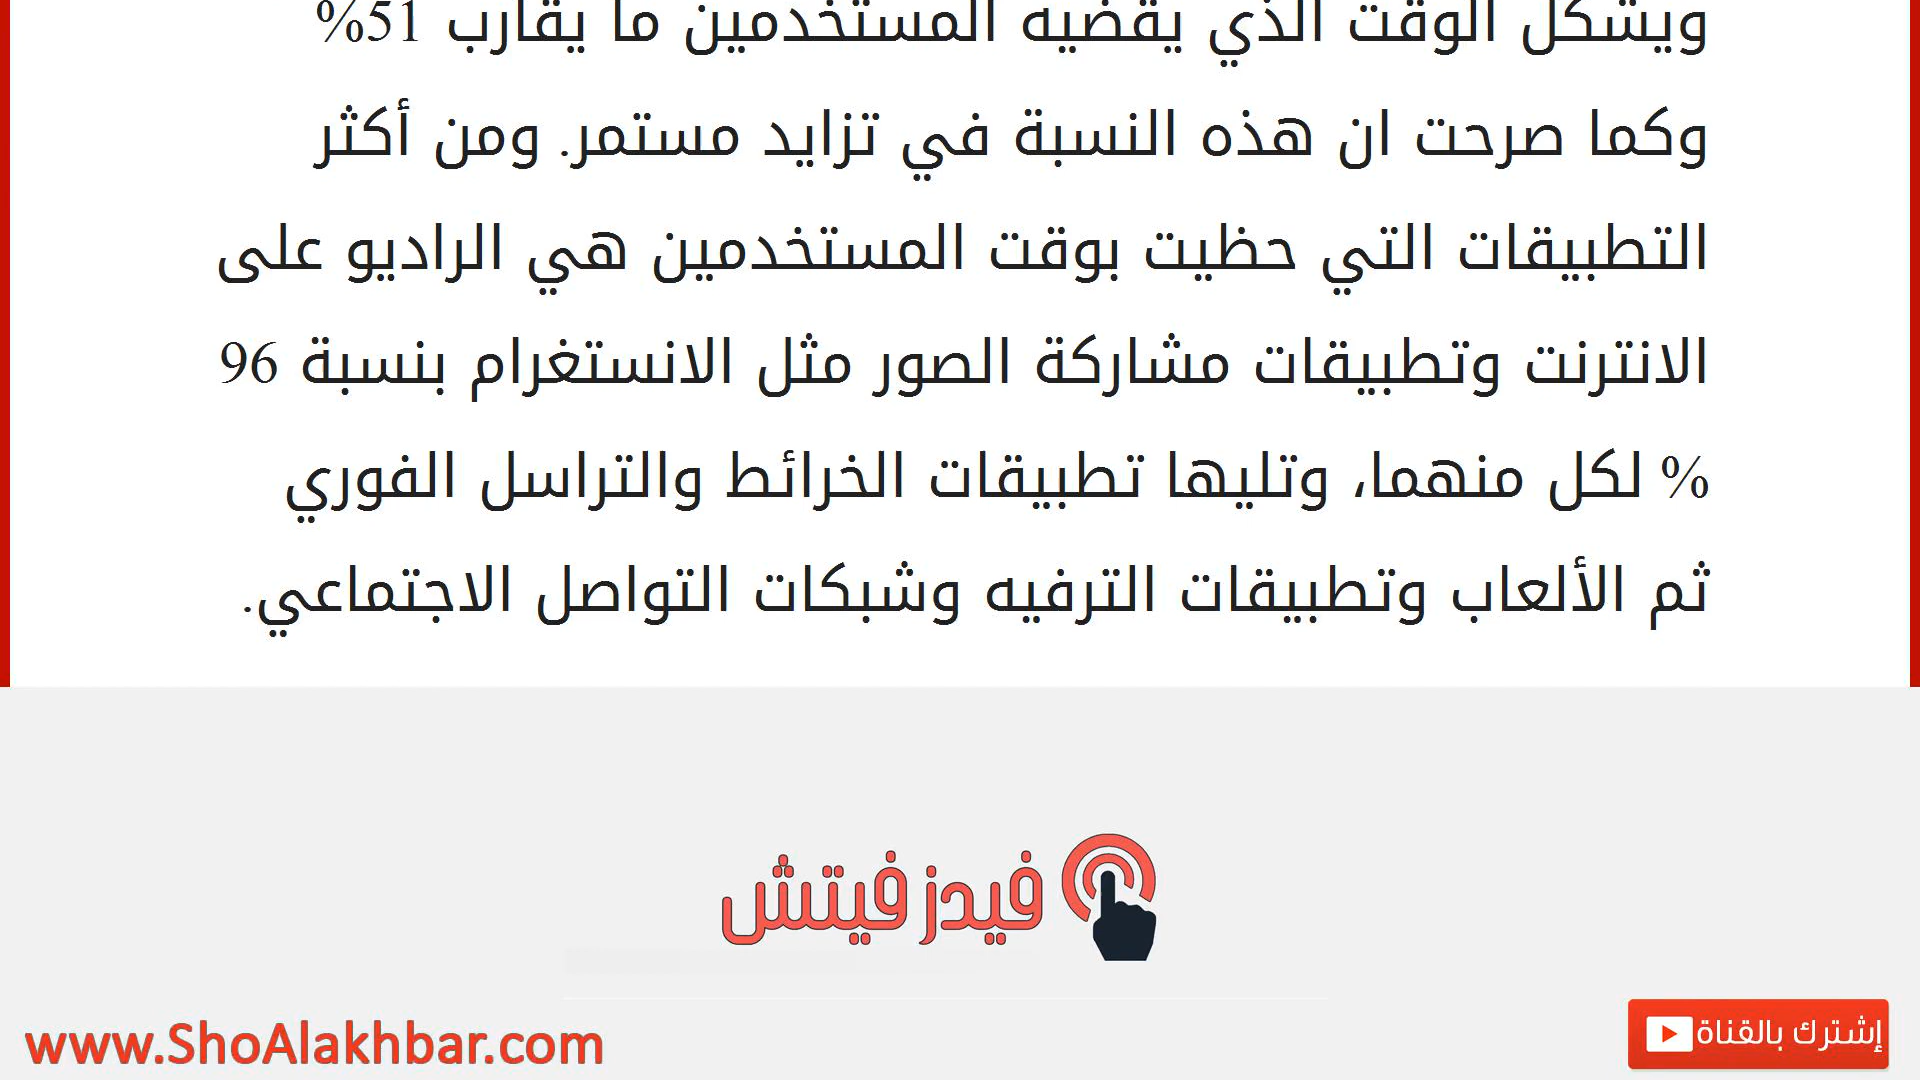 ويشكل الوقت الذي يقضيه المستخدمين ما يقارب 51%
وكما صرحت ان هذه النسبة في تزايد مستمر. ومن أكثر
التطبيقات التي حظيت بوقت المستخدمين هي الراديو على
الانترنت وتطبيقات مشاركة الصور مثل الانستغرام بنسبة 96
% لكل منهما، وتليها تطبيقات الخرائط والتراسل الفوري
ثم الألعاب وتطبيقات الترفيه وشبكات التواصل الاجتماعي.
فيدز فيتش
www.ShoAlakhbar.com
إشترك بالقناة